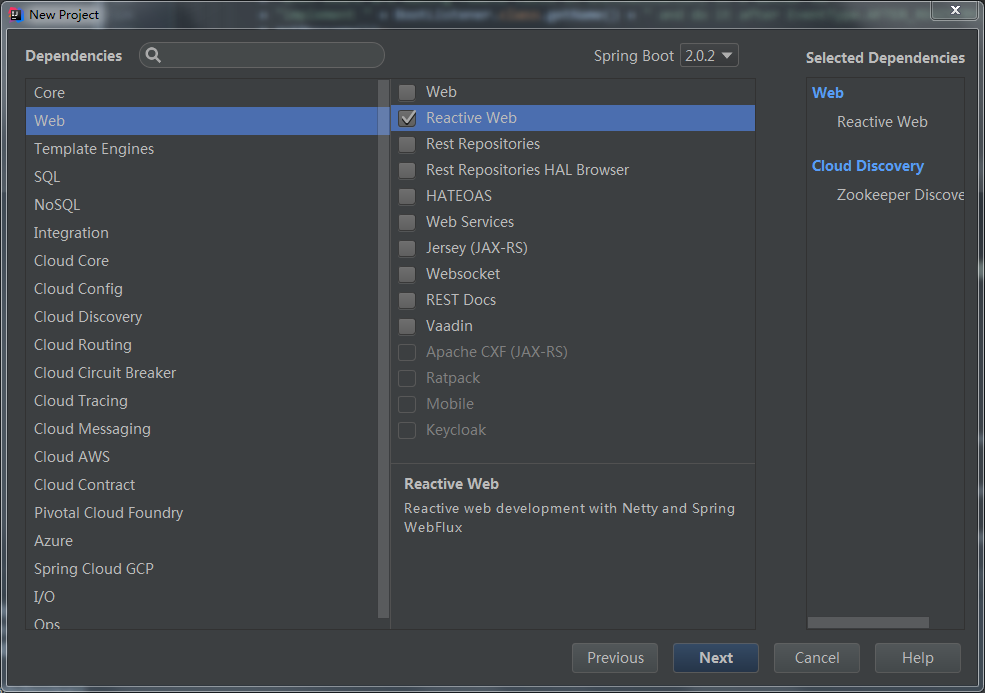 New Project
"implement " + 
Dependencies
Spring Boot 2.0.2
Selected Dependencies
Core
Web
Template Engines
SQL
NoSQL
Integration
Cloud Core
Cloud Config
Cloud Discovery
Cloud Routing
Cloud Circuit Breaker
Cloud Tracing
Cloud Messaging
Cloud AWS
Cloud Contract
Pivotal Cloud Foundry
Azure
Spring Cloud GCP
I/O
Ops
Web
Reactive Web
Rest Repositories
Rest Repositories HAL Browser
HATEOAS
Web Services
Jersey (JAX-RS)
Websocket
REST Docs
Vaadin
Apache CXF (JAX-RS)
Ratpack
Mobile
Keycloak
Reactive Web
Reactive web development with Netty and Spring
WebFlux
Web
Reactive Web
Cloud Discovery
Zookeeper Discove
Previous
Next
Cancel
Help